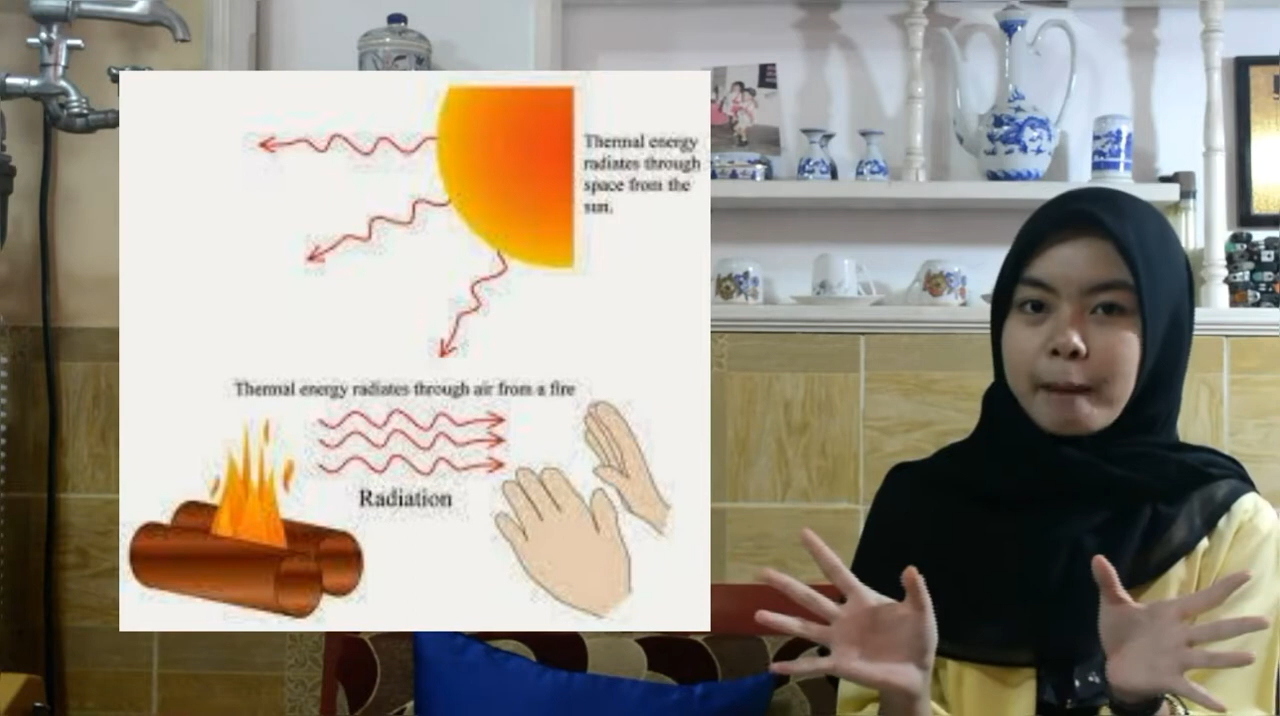 Thermal energy
radiates through
space from the
sun.
Thermal energy radiates through air from a fire
Radiation